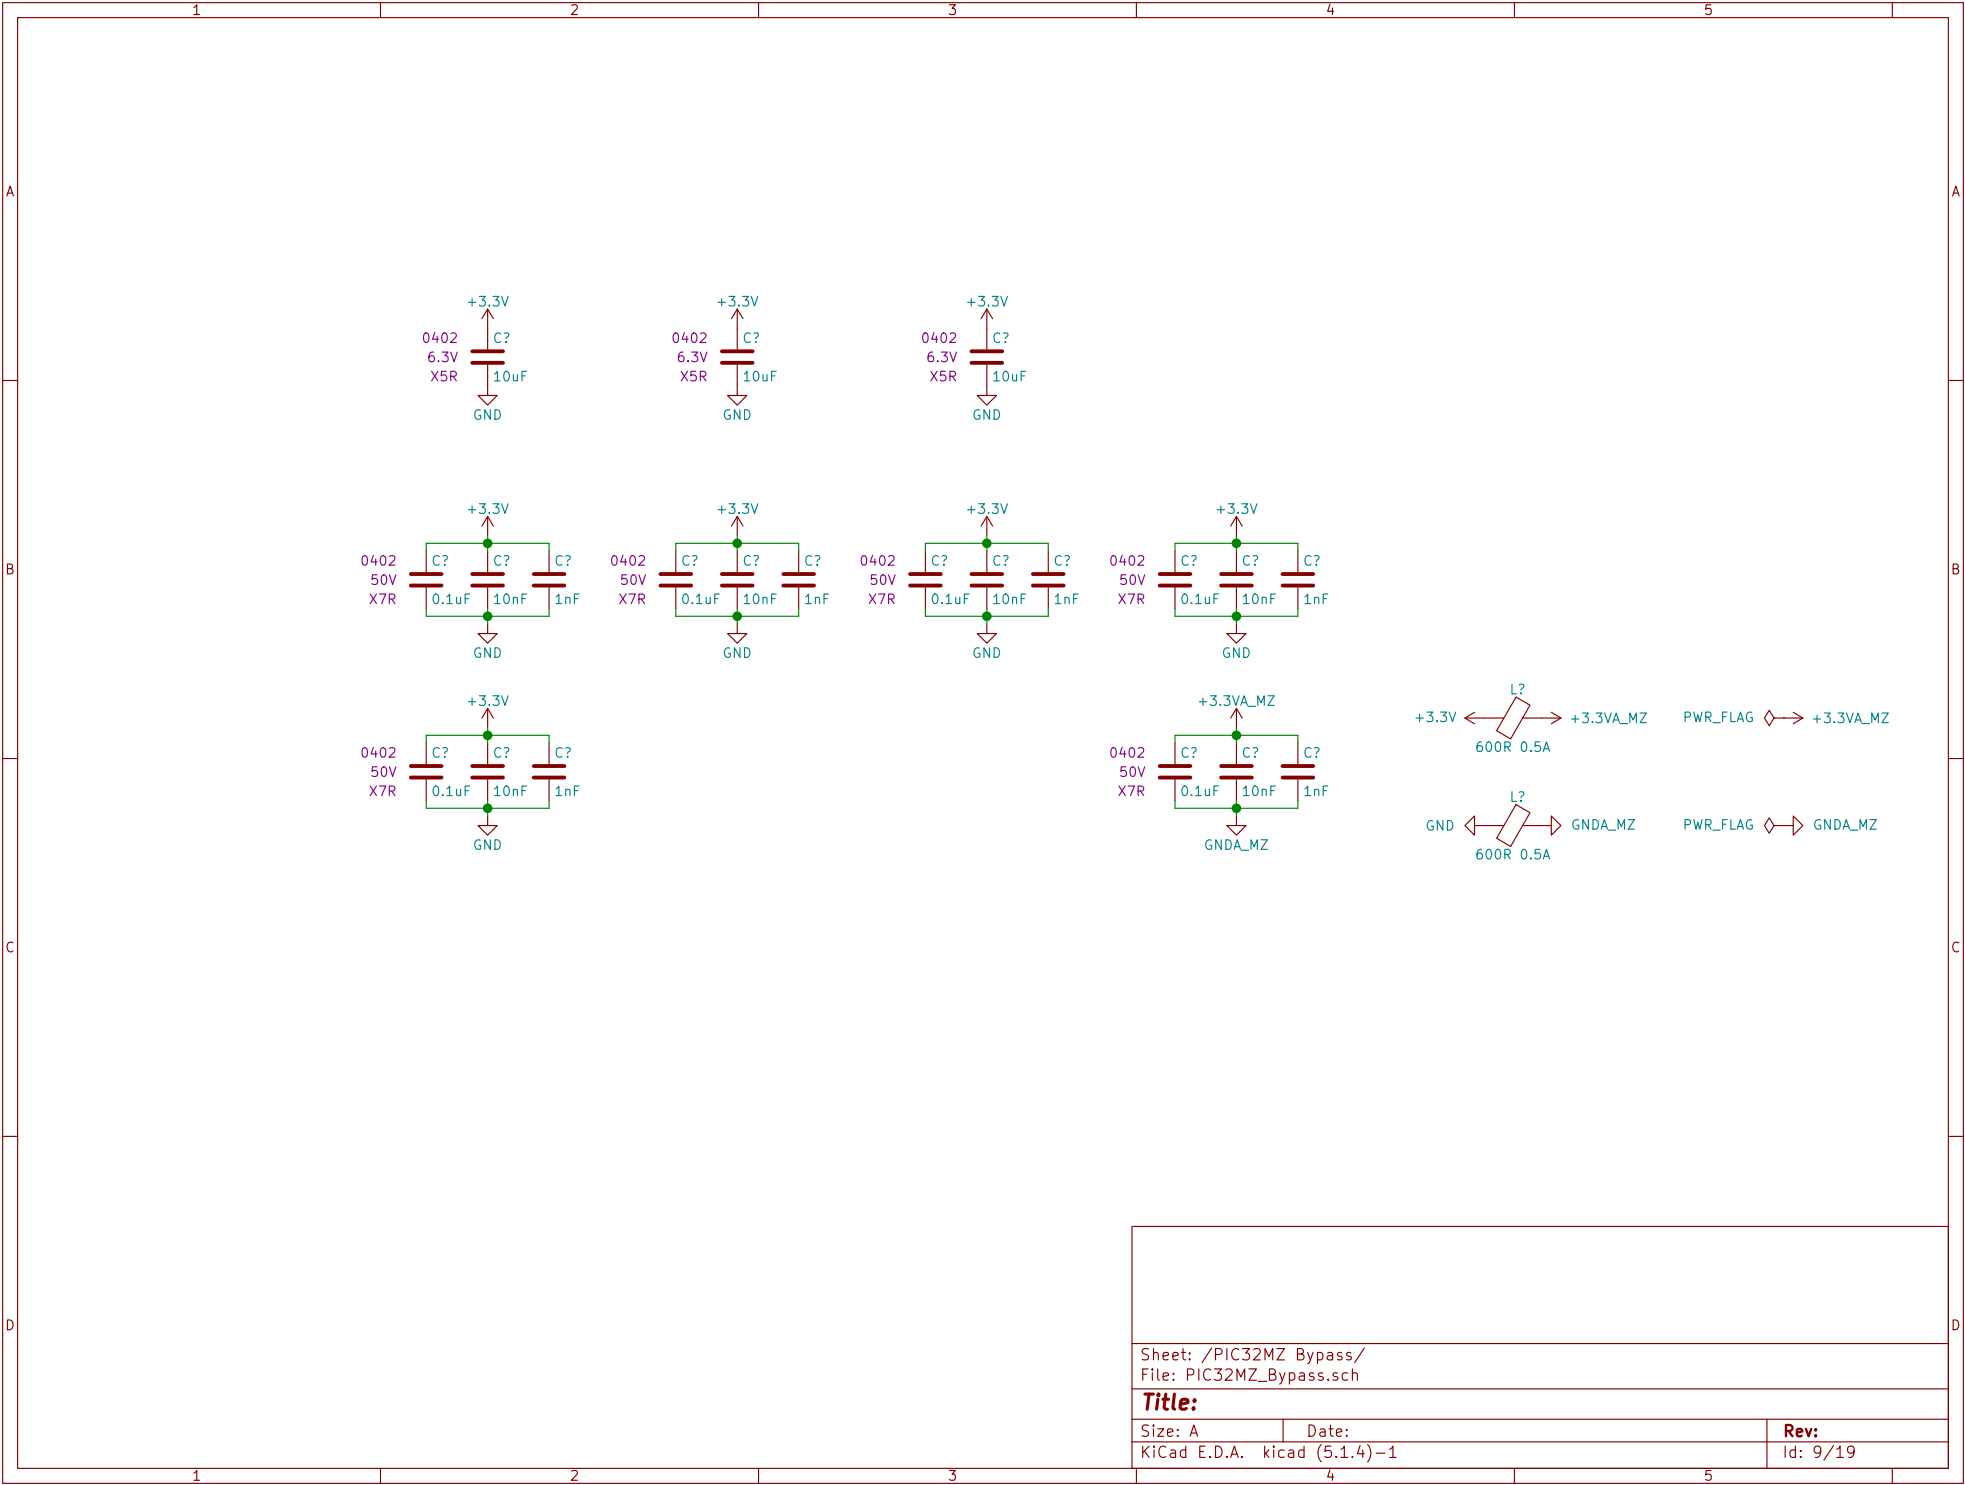 1 2 3 4 5
A A
+3.3V +3.3V +3.3V
0402 C? 0402 C? 0402 C?
6.3V 6.3V 6.3V
X5R 10uF X5R 10uF X5R 10uF
GND GND GND
+3.3V +3.3V +3.3V +3.3V
0402 C? C? C? 0402 C? C? C? 0402 C? C? C? 0402 C? C? C?
B B
50V 50V 50V 50V
X7R 0.1uF 10nF 1nF X7R 0.1uF 10nF 1nF X7R 0.1uF 10nF 1nF X7R 0.1uF 10nF 1nF
GND GND GND GND
L?
+3.3V +3.3VA_MZ
+3.3V +3.3VA_MZ PWR_FLAG +3.3VA_MZ
600R 0.5A
0402 C? C? C? 0402 C? C? C?
50V 50V
X7R 0.1uF 10nF 1nF X7R 0.1uF 10nF 1nF
L?
GND GNDA_MZ PWR_FLAG GNDA_MZ
GND GNDA_MZ
600R 0.5A
C C
D D
Sheet: /PIC32MZ Bypass/
File: PIC32MZ_Bypass.sch
Title:
Size: A Date: Rev:
KiCad E.D.A. kicad (5.1.4)-1 Id: 9/19
1 2 3 4 5